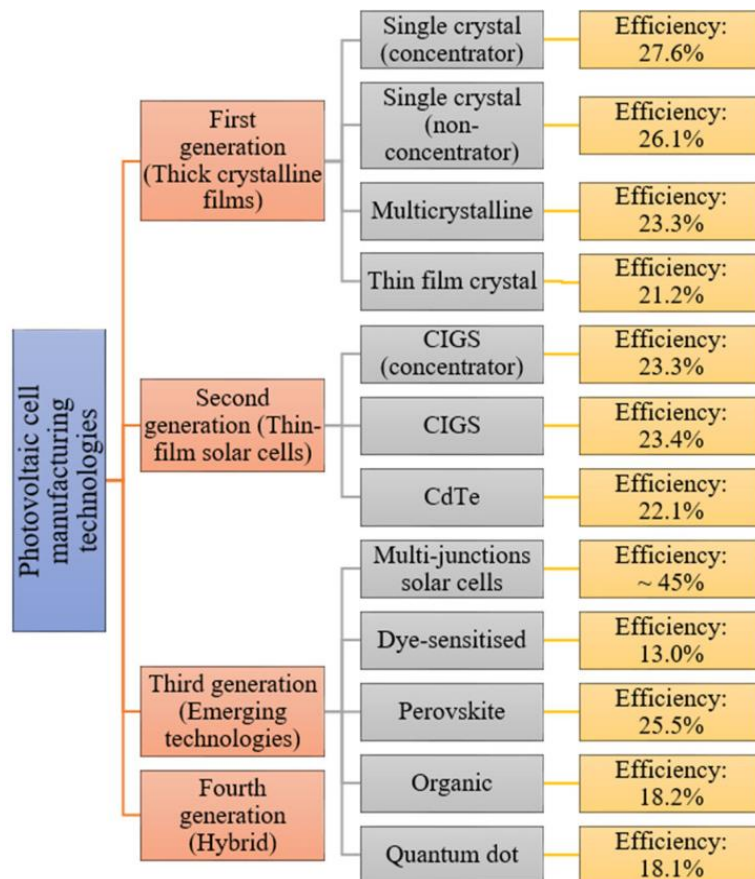 Photovoltaic cell
manufacturing
technologies
First
generation
(Thick crystalline
films)
Single crystal
(concentrator)
Efficiency:
27.6%
Single crystal
(non-
concentrator)
Efficiency:
26.1%
Multicrystalline
Efficiency:
23.3%
Thin film crystal
Efficiency:
21.2%
Second
generation (Thin-
film solar cells)
CIGS
(concentrator)
Efficiency:
23.3%
CIGS
Efficiency:
23.4%
CdTe
Efficiency:
22.1%
Third generation
(Emerging
technologies)
Multi-junctions
solar cells
Efficiency:
~ 45%
Dye-sensitised
Efficiency:
13.0%
Perovskite
Efficiency:
25.5%
Organic
Efficiency:
18.2%
Quantum dot
Efficiency:
18.1%
Fourth
generation
(Hybrid)